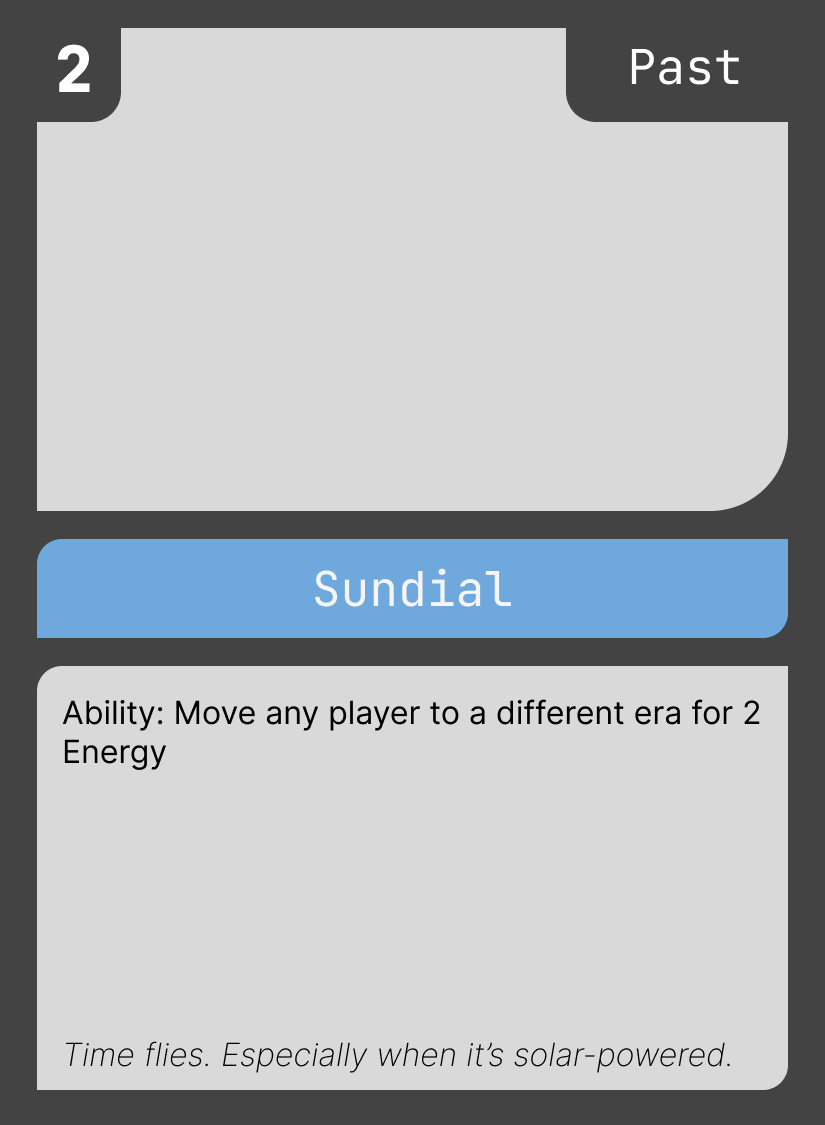 2
Past
Sundial
Ability: Move any player to a different era for 2
Energy
Time flies. Especially when it’s solar-powered.